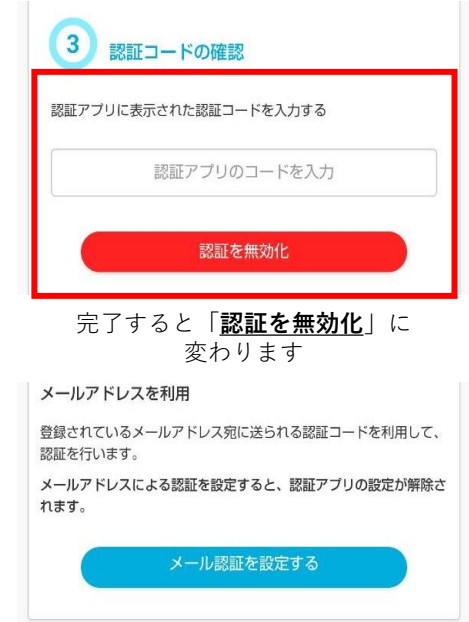 3 認証コードの確認
認証アプリに表示された認証コードを入力する
認証アプリのコードを入力
認証を無効化
完了すると「認証を無効化」に
変わります
メールアドレスを利用
登録されているメールアドレス宛に送られる認証コードを利用して、
認証を行います。
メールアドレスによる認証を設定すると、認証アプリの設定が解除さ
れます。
メール認証を設定する